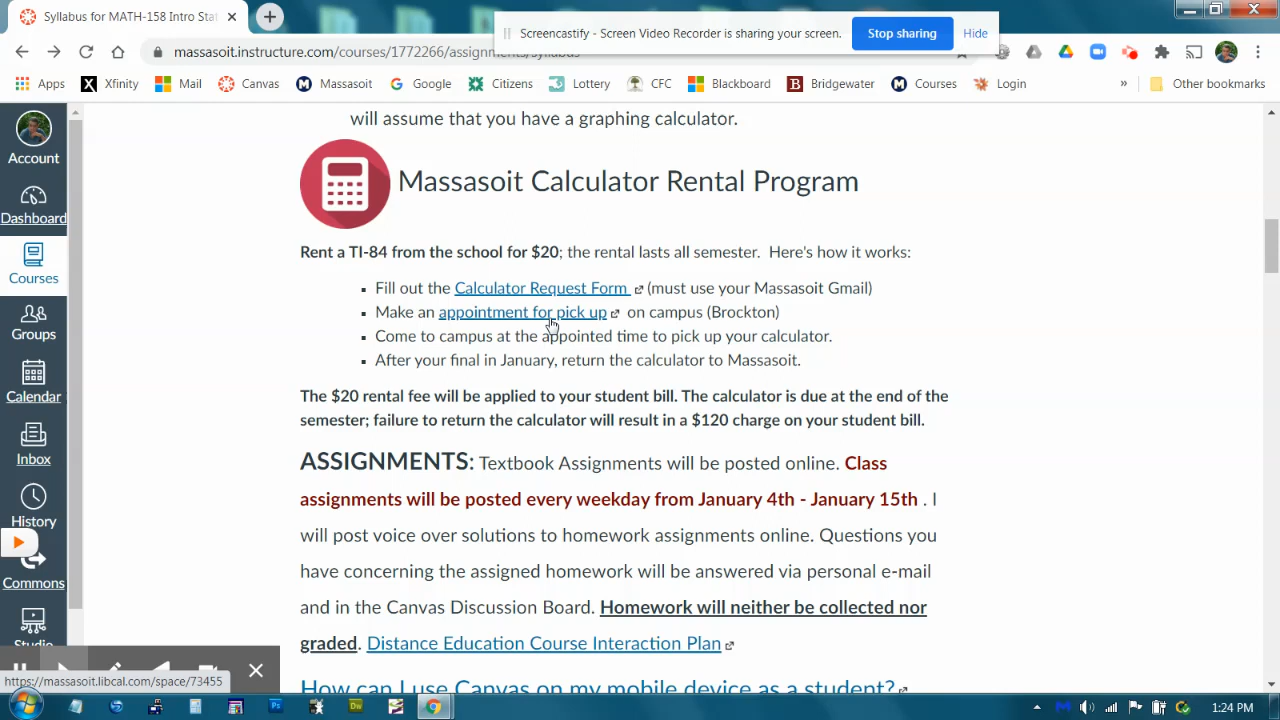 Syllabus for MATH-158 Intro Stat
Screencastify - Screen Video Recorder is sharing your screen.
Stop sharing
Hide
massasoit.instructure.com/courses/1772266/assignments/syllabus
Apps
Xfinity
Mail
Canvas
Massasoit
Google
Citizens
Lottery
CFC
Blackboard
Bridgewater
Courses
Login
»
Other bookmarks
Account
Dashboard
Courses
Groups
Calendar
Inbox
History
Commons
Studio
will assume that you have a graphing calculator.
Massasoit Calculator Rental Program
Rent a TI-84 from the school for $20; the rental lasts all semester. Here's how it works:
▪ Fill out the Calculator Request Form (must use your Massasoit Gmail)
▪ Make an appointment for pick up on campus (Brockton)
▪ Come to campus at the appointed time to pick up your calculator.
▪ After your final in January, return the calculator to Massasoit.
The $20 rental fee will be applied to your student bill. The calculator is due at the end of the
semester; failure to return the calculator will result in a $120 charge on your student bill.
ASSIGNMENTS: Textbook Assignments will be posted online. Class
assignments will be posted every weekday from January 4th - January 15th . I
will post voice over solutions to homework assignments online. Questions you
have concerning the assigned homework will be answered via personal e-mail
and in the Canvas Discussion Board. Homework will neither be collected nor
graded. Distance Education Course Interaction Plan
How can I use Canvas on my mobile device as a student?
https://massasoit.libcal.com/space/73455
1:24 PM